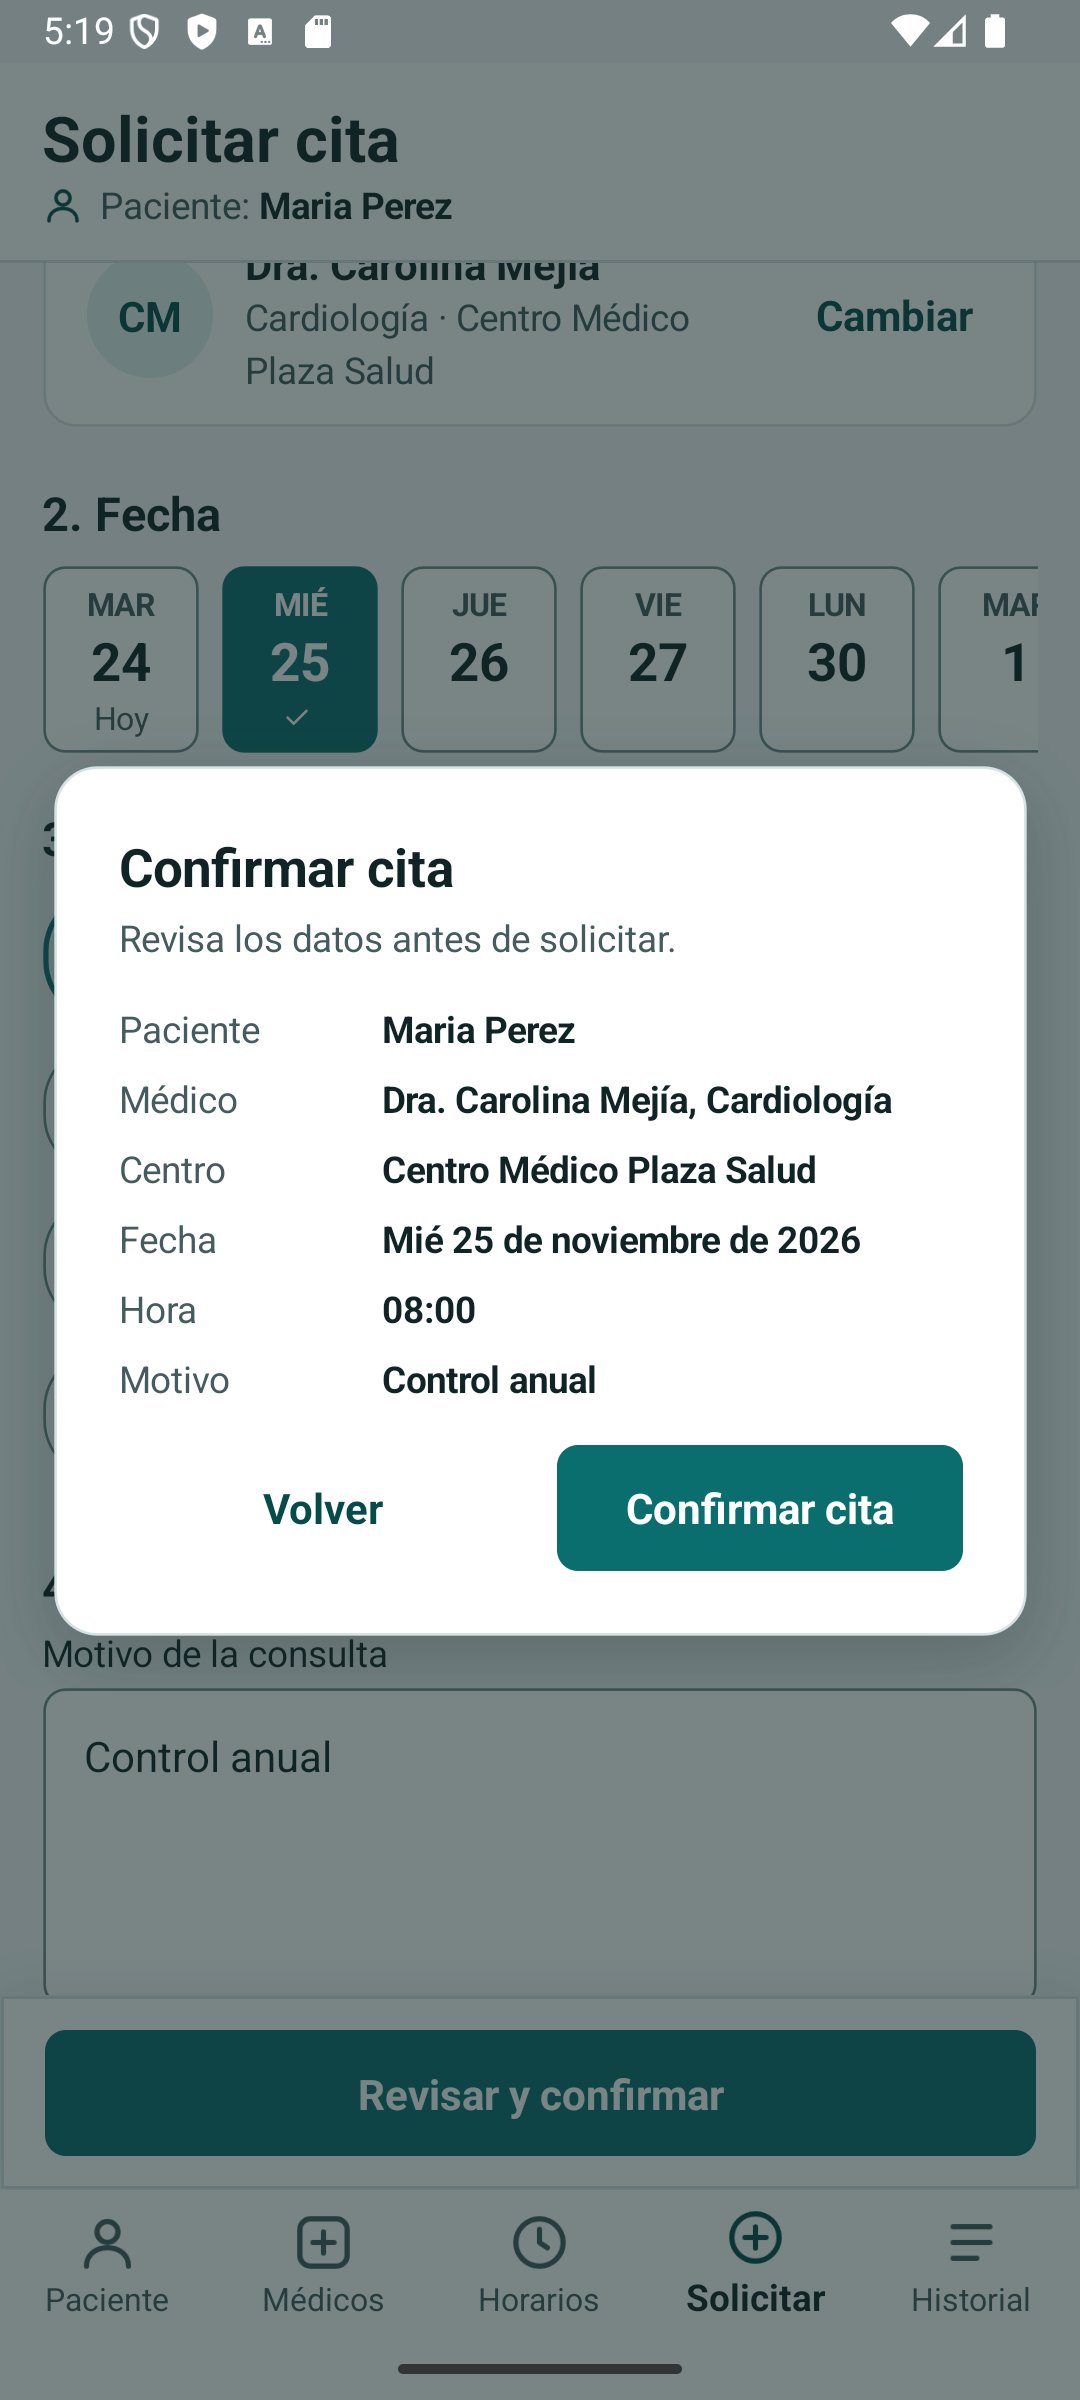 5:19
Solicitar cita
Paciente: Maria Perez
Dra. Carolina Mejía
CM
Cardiología · Centro Médico
Plaza Salud
Cambiar
2. Fecha
MAR
24
Hoy
MIÉ
25
JUE
26
VIE
27
LUN
30
MAR
1
Confirmar cita
Revisa los datos antes de solicitar.
Paciente Maria Perez
Médico Dra. Carolina Mejía, Cardiología
Centro Centro Médico Plaza Salud
Fecha Mié 25 de noviembre de 2026
Hora 08:00
Motivo Control anual
Volver
Confirmar cita
Motivo de la consulta
Control anual
Revisar y confirmar
Paciente
Médicos
Horarios
Solicitar
Historial